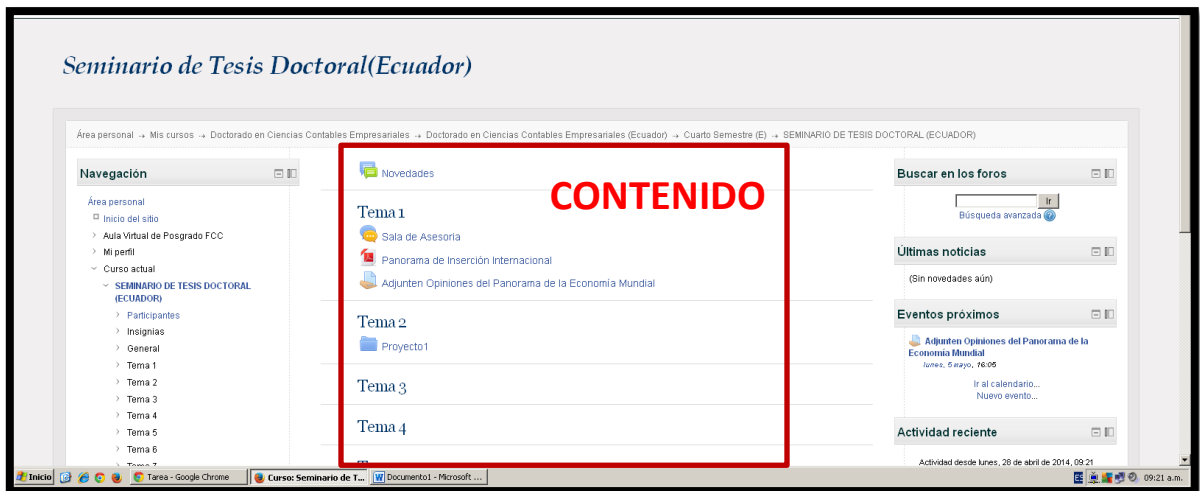 Seminario de Tesis Doctoral(Ecuador)
Área personal → Mis cursos → Doctorado en Ciencias Contables Empresariales → Doctorado en Ciencias Contables Empresariales (Ecuador) → Cuarto Semestre (E) → SEMINARIO DE TESIS DOCTORAL (ECUADOR)
Navegación
Área personal
Inicio del sitio
Aula Virtual de Posgrado FCC
Mi perfil
Curso actual
SEMINARIO DE TESIS DOCTORAL
(ECUADOR)
Participantes
Insignias
General
Tema 1
Tema 2
Tema 3
Tema 4
Tema 5
Tema 6
Novedades
CONTENIDO
Tema 1
Sala de Asesoria
Panorama de Inserción Internacional
Adjunten Opiniones del Panorama de la Economía Mundial
Tema 2
Proyecto1
Tema 3
Tema 4
Buscar en los foros
Ir
Búsqueda avanzada
Últimas noticias
(Sin novedades aún)
Eventos próximos
Adjunten Opiniones del Panorama de la
Economía Mundial
lunes, 5 mayo, 16:05
Ir al calendario...
Nuevo evento...
Actividad reciente
Actividad desde lunes, 28 de abril de 2014, 09:21
Inicio
Tarea - Google Chrome
Curso: Seminario de T...
Documento1 - Microsoft ...
ES
09:21 a.m.